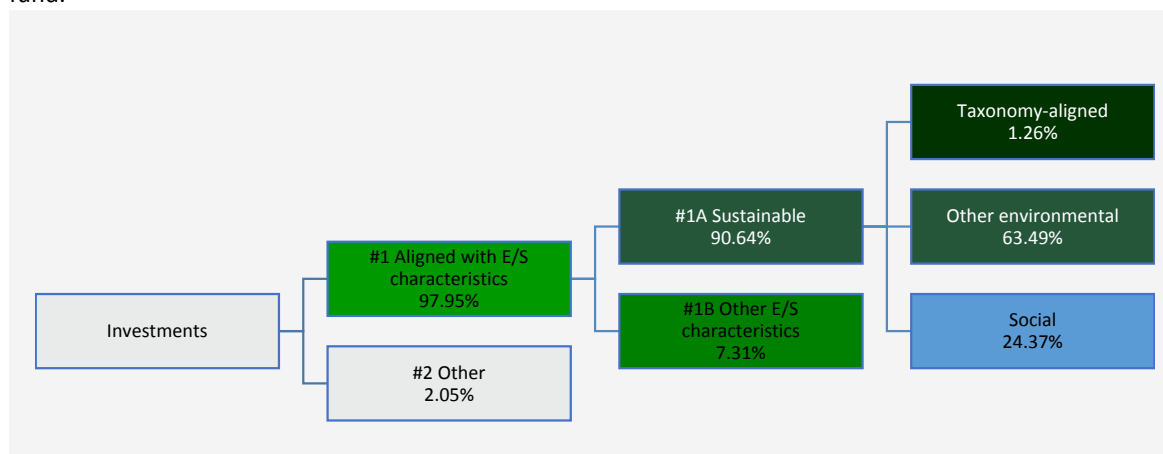 fund.
Taxonomy-aligned
1.26%
#1A Sustainable
90.64%
Other environmental
63.49%
#1 Aligned with E/S
characteristics
97.95%
Investments
#1B Other E/S
characteristics
7.31%
Social
24.37%
#2 Other
2.05%